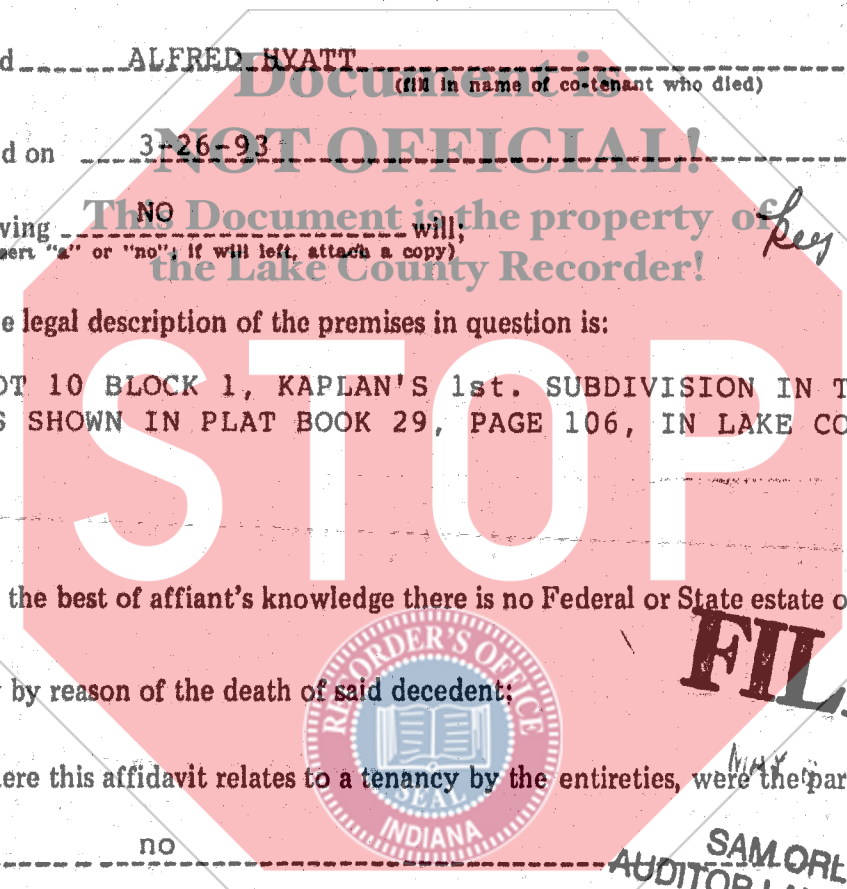 d ALFRED HYATT
(fill in name of co-tenant who died)
Document is
NOT OFFICIAL!
This Document is the property of
the Lake County Recorder!
d on 3-26-93
ving NO will;
sert "a" or "no"; if will left, attach a copy)
Key
e legal description of the premises in question is:
OT 10 BLOCK 1, KAPLAN'S 1st. SUBDIVISION IN T
S SHOWN IN PLAT BOOK 29, PAGE 106, IN LAKE CO
STOP
the best of affiant's knowledge there is no Federal or State estate o
FIL
by reason of the death of said decedent;
RECORDER'S OFFICE
SEAL
INDIANA
ere this affidavit relates to a tenancy by the entireties, were the par
MAY
no
SAM ORL
AUDITOR L